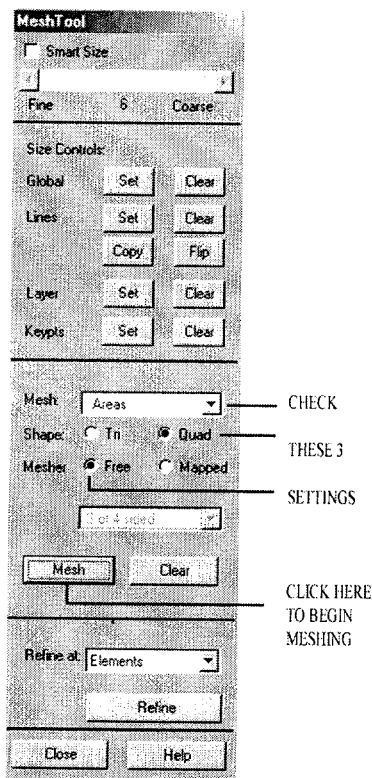 MeshTool
Smart Size
Fine 6 Coarse
Size Controls:
Global Set Clear
Lines Set Clear
Copy Flip
Layer Set Clear
Keypts Set Clear
Mesh: Areas
CHECK
Shape: Tri Quad
THESE 3
Mesher: Free Mapped
SETTINGS
3 or 4 sided
Mesh Clear
CLICK HERE
TO BEGIN
MESHING
Refine at: Elements
Refine
Close Help